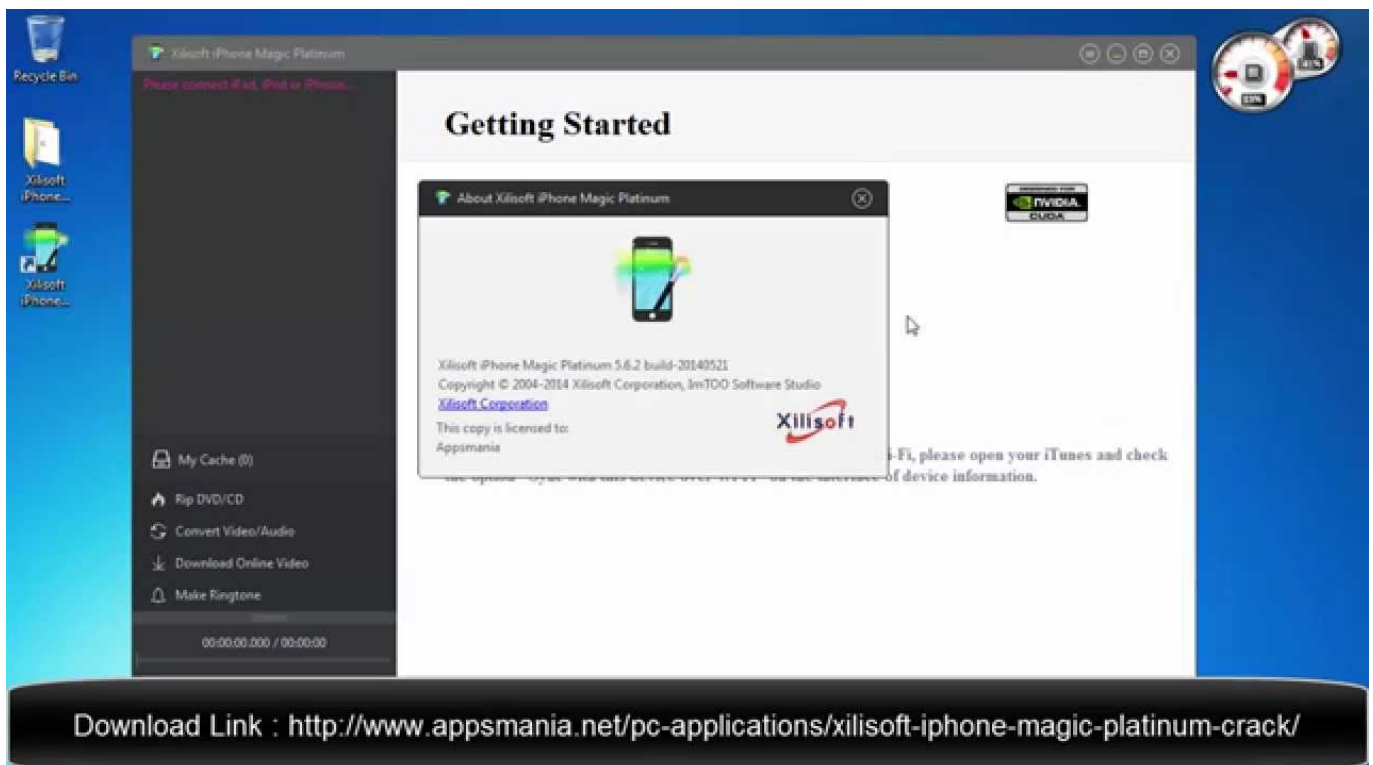 Recycle Bin
Xilisoft
iPhone...
Xilisoft
iPhone...
Xilisoft iPhone Magic Platinum
Please connect iPad, iPod or iPhone...
Getting Started
About Xilisoft iPhone Magic Platinum
DESIGNED FOR
NVIDIA
CUDA
Xilisoft iPhone Magic Platinum 5.6.2 build-20140521
Copyright © 2004-2014 Xilisoft Corporation, ImTOO Software Studio
Xilisoft Corporation
This copy is licensed to:
Appsmania
Xilisoft
-Fi, please open your iTunes and check
of device information.
My Cache (0)
Rip DVD/CD
Convert Video/Audio
Download Online Video
Make Ringtone
00:00:00.000 / 00:00:00
Download Link : http://www.appsmania.net/pc-applications/xilisoft-iphone-magic-platinum-crack/